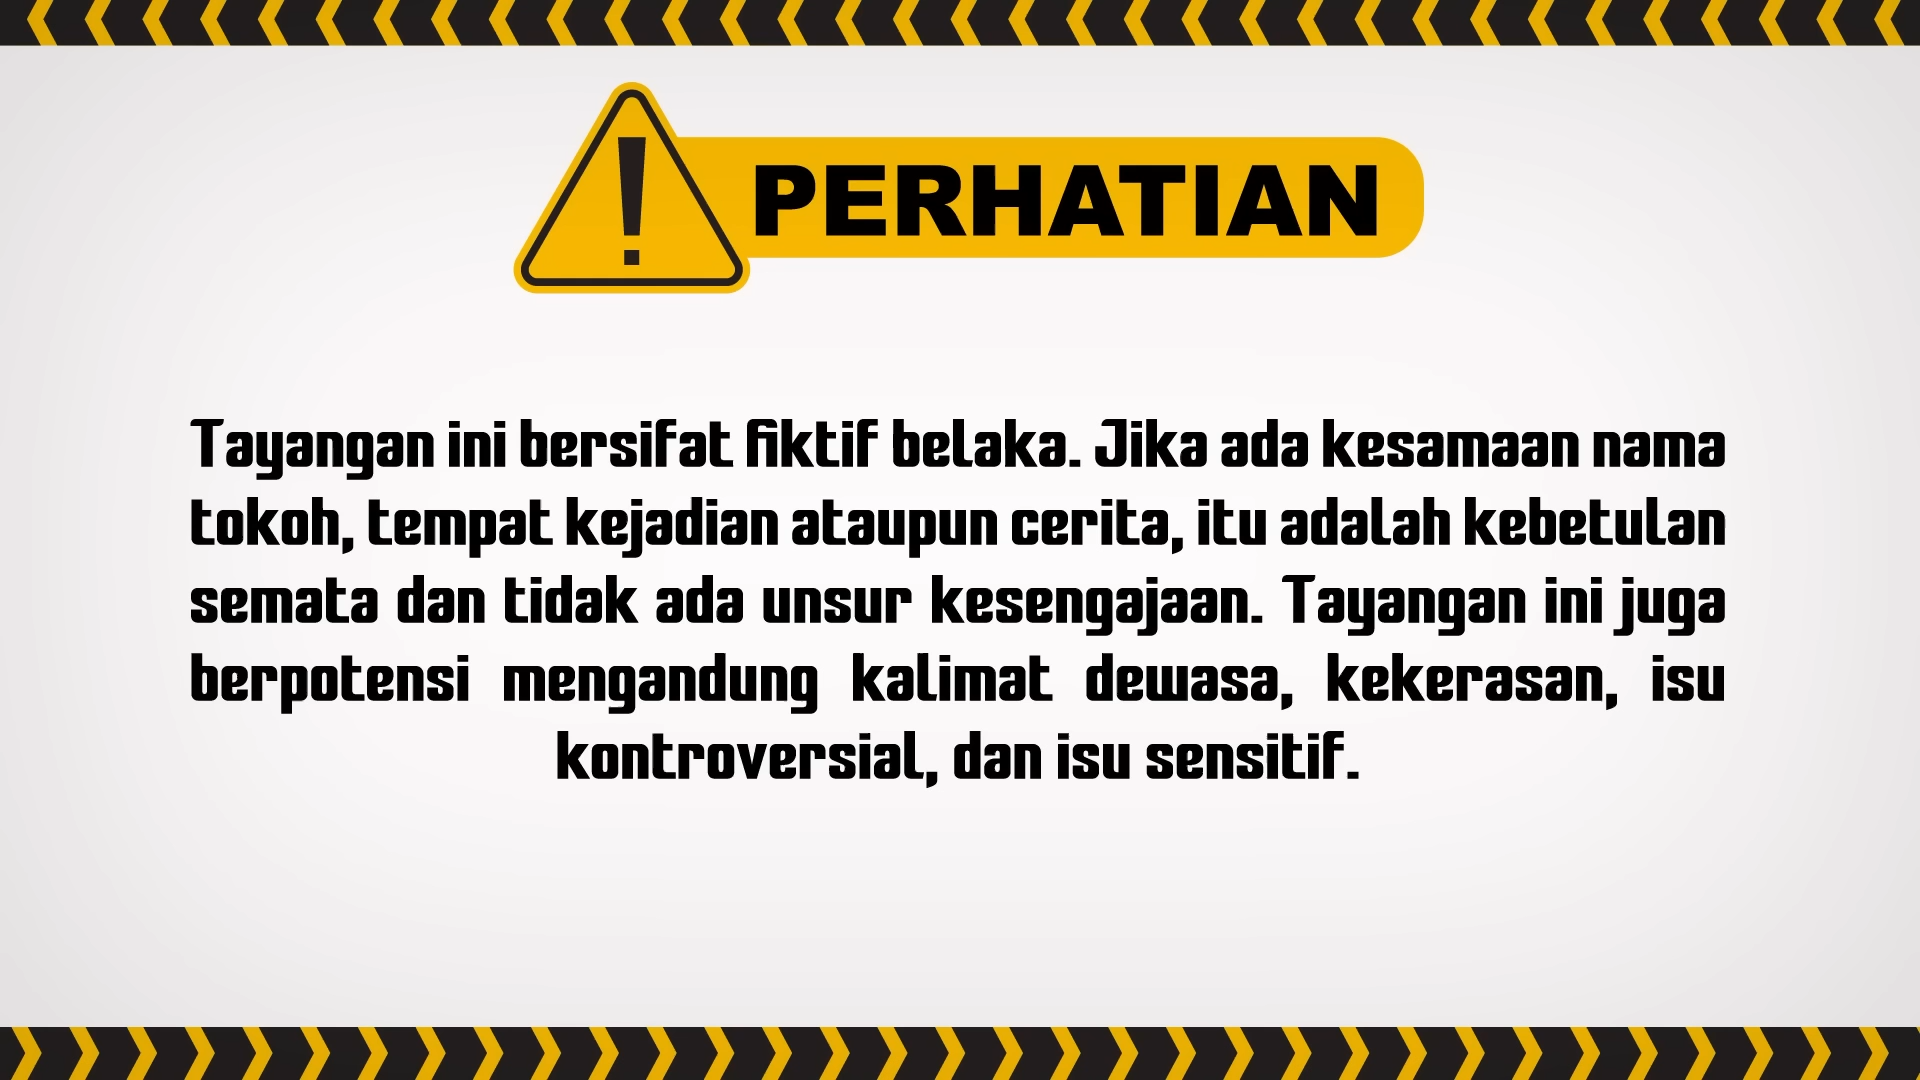 PERHATIAN
Tayangan ini bersifat fiktif belaka. Jika ada kesamaan nama
tokoh, tempat kejadian ataupun cerita, itu adalah kebetulan
semata dan tidak ada unsur kesengajaan. Tayangan ini juga
berpotensi mengandung kalimat dewasa, kekerasan, isu
kontroversial, dan isu sensitif.